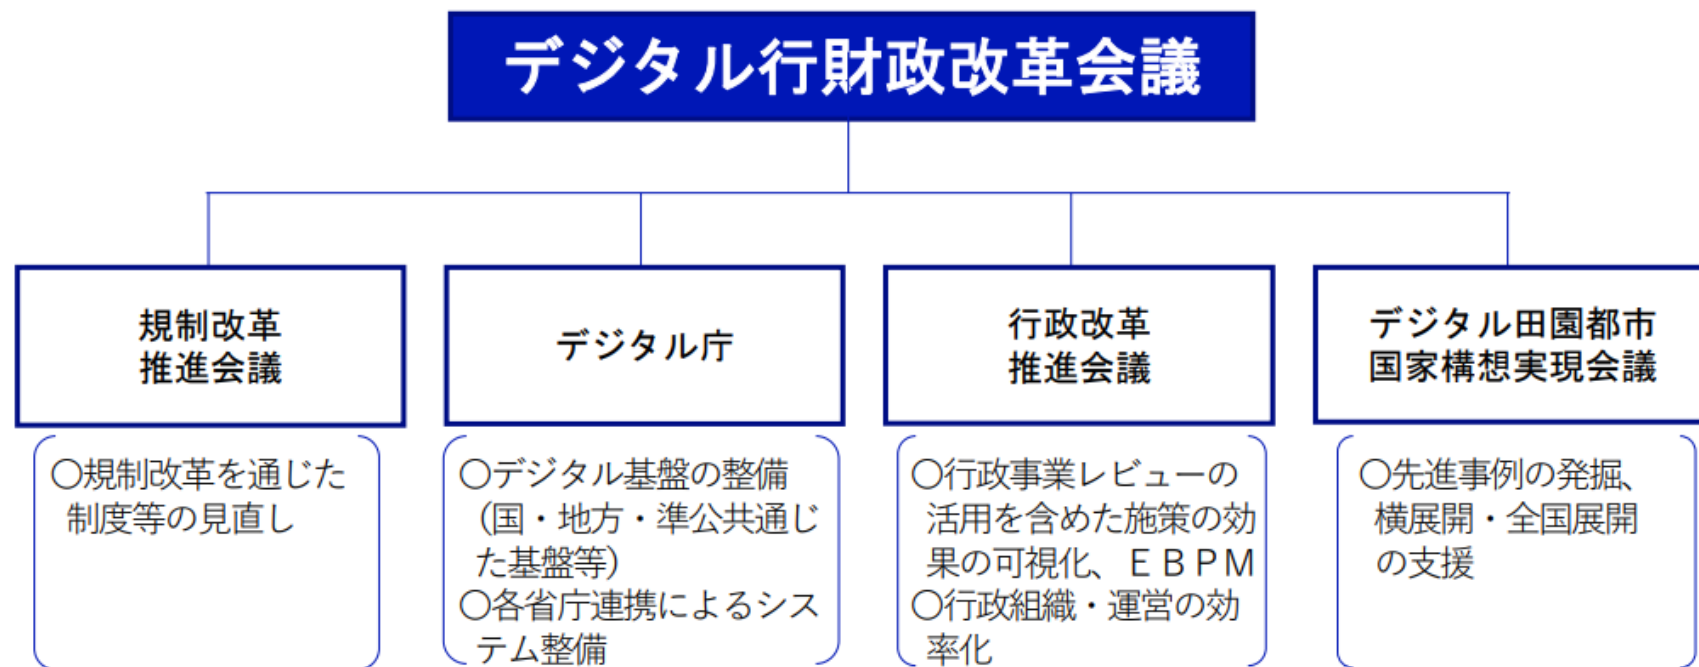 デジタル行財政改革会議
規制改革
推進会議
デジタル庁
行政改革
推進会議
デジタル田園都市
国家構想実現会議
〇規制改革を通じた
制度等の見直し
〇デジタル基盤の整備
(国・地方・準公共通じ
た基盤等)
〇各省庁連携によるシス
テム整備
〇行政事業レビューの
活用を含めた施策の効
果の可視化、ＥＢＰＭ
〇行政組織・運営の効
率化
〇先進事例の発掘、
横展開・全国展開
の支援